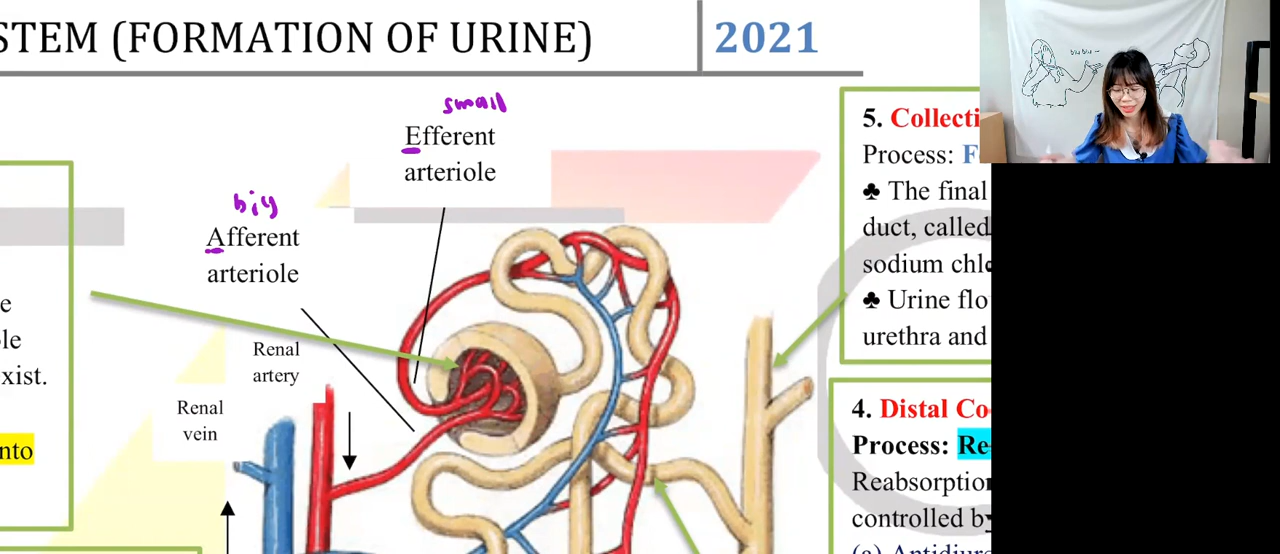 STEM (FORMATION OF URINE)
2021
small
Efferent
arteriole
big
Afferent
arteriole
Renal
artery
Renal
vein
e
le
xist.
nto
5. Collecti
Process: F
♣ The final
duct, called
sodium chl
♣ Urine flo
urethra and
4. Distal Co
Process: Re
Reabsorption
controlled by
(a) Antidiure